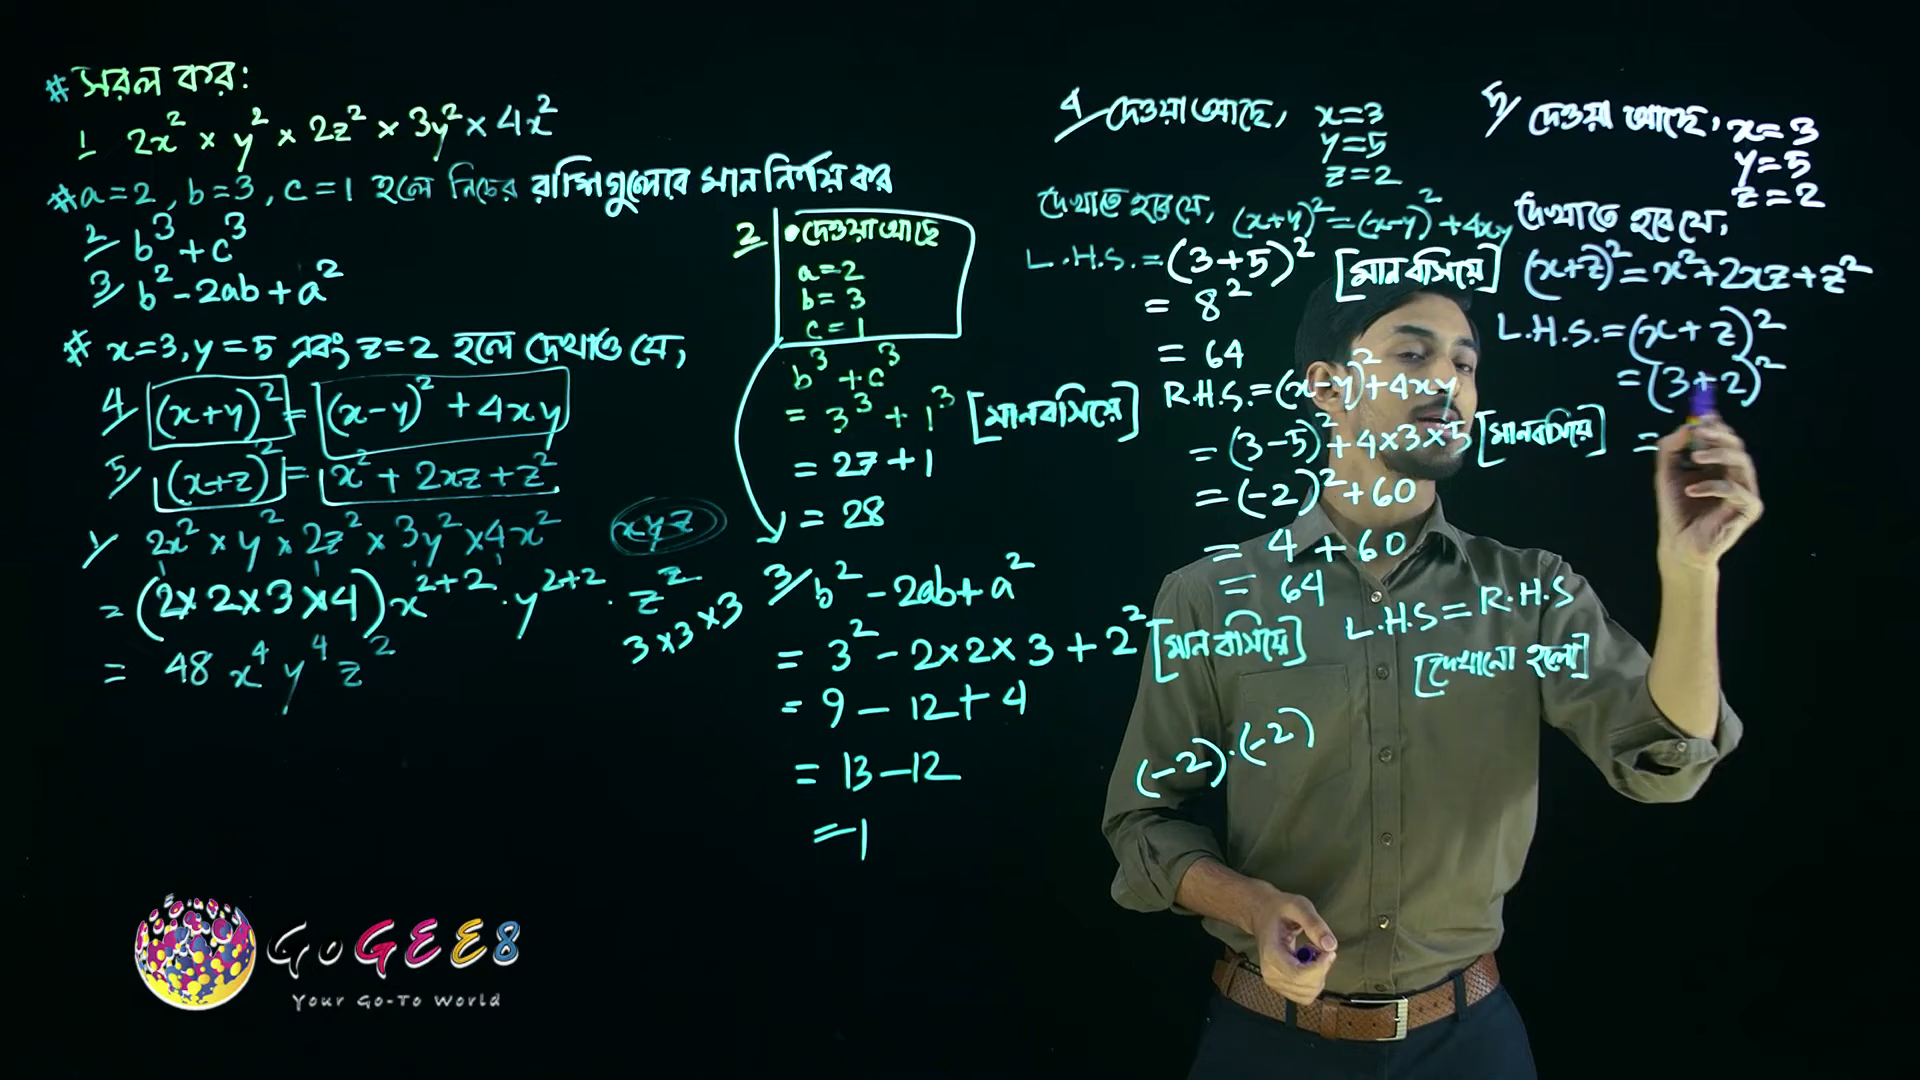 # সরল কর:
1 2x² × y² × 2z² × 3y² × 4x²
# a=2, b=3, c=1 হলে নিচের রাশিগুলোর মান নির্ণয় কর
2 b³ + c³
3 b² - 2ab + a²
# x=3, y=5 এবং z=2 হলে দেখাও যে,
4 (x+y)² = (x-y)² + 4xy
5 (x+z)² = x² + 2xz + z²
1 2x² × y² × 2z² × 3y² × 4x²
xyz
= (2×2×3×4) x²⁺² · y²⁺² · z²
3×3×3
= 48 x⁴ y⁴ z²
2 • দেওয়া আছে
a=2
b=3
c=1
b³ + c³
= 3³ + 1³ [মান বসিয়ে]
= 27+1
= 28
3 b² - 2ab + a²
= 3² - 2×2×3 + 2² [মান বসিয়ে]
= 9 - 12 + 4
= 13 - 12
= 1
4 দেওয়া আছে, x=3
y=5
z=2
দেখাতে হবে যে, (x+y)² = (x-y)² + 4xy
L.H.S. = (3+5)² [মান বসিয়ে]
= 8²
= 64
R.H.S. = (x-y)² + 4xy
= (3-5)² + 4×3×5 [মান বসিয়ে]
= (-2)² + 60
= 4 + 60
= 64
L.H.S = R.H.S
[দেখানো হলো]
(-2)·(-2)
5 দেওয়া আছে, x=3
y=5
z=2
দেখাতে হবে যে,
(x+z)² = x² + 2xz + z²
L.H.S. = (x+z)²
= (3+2)²
=
GoGEE8
Your Go-To World